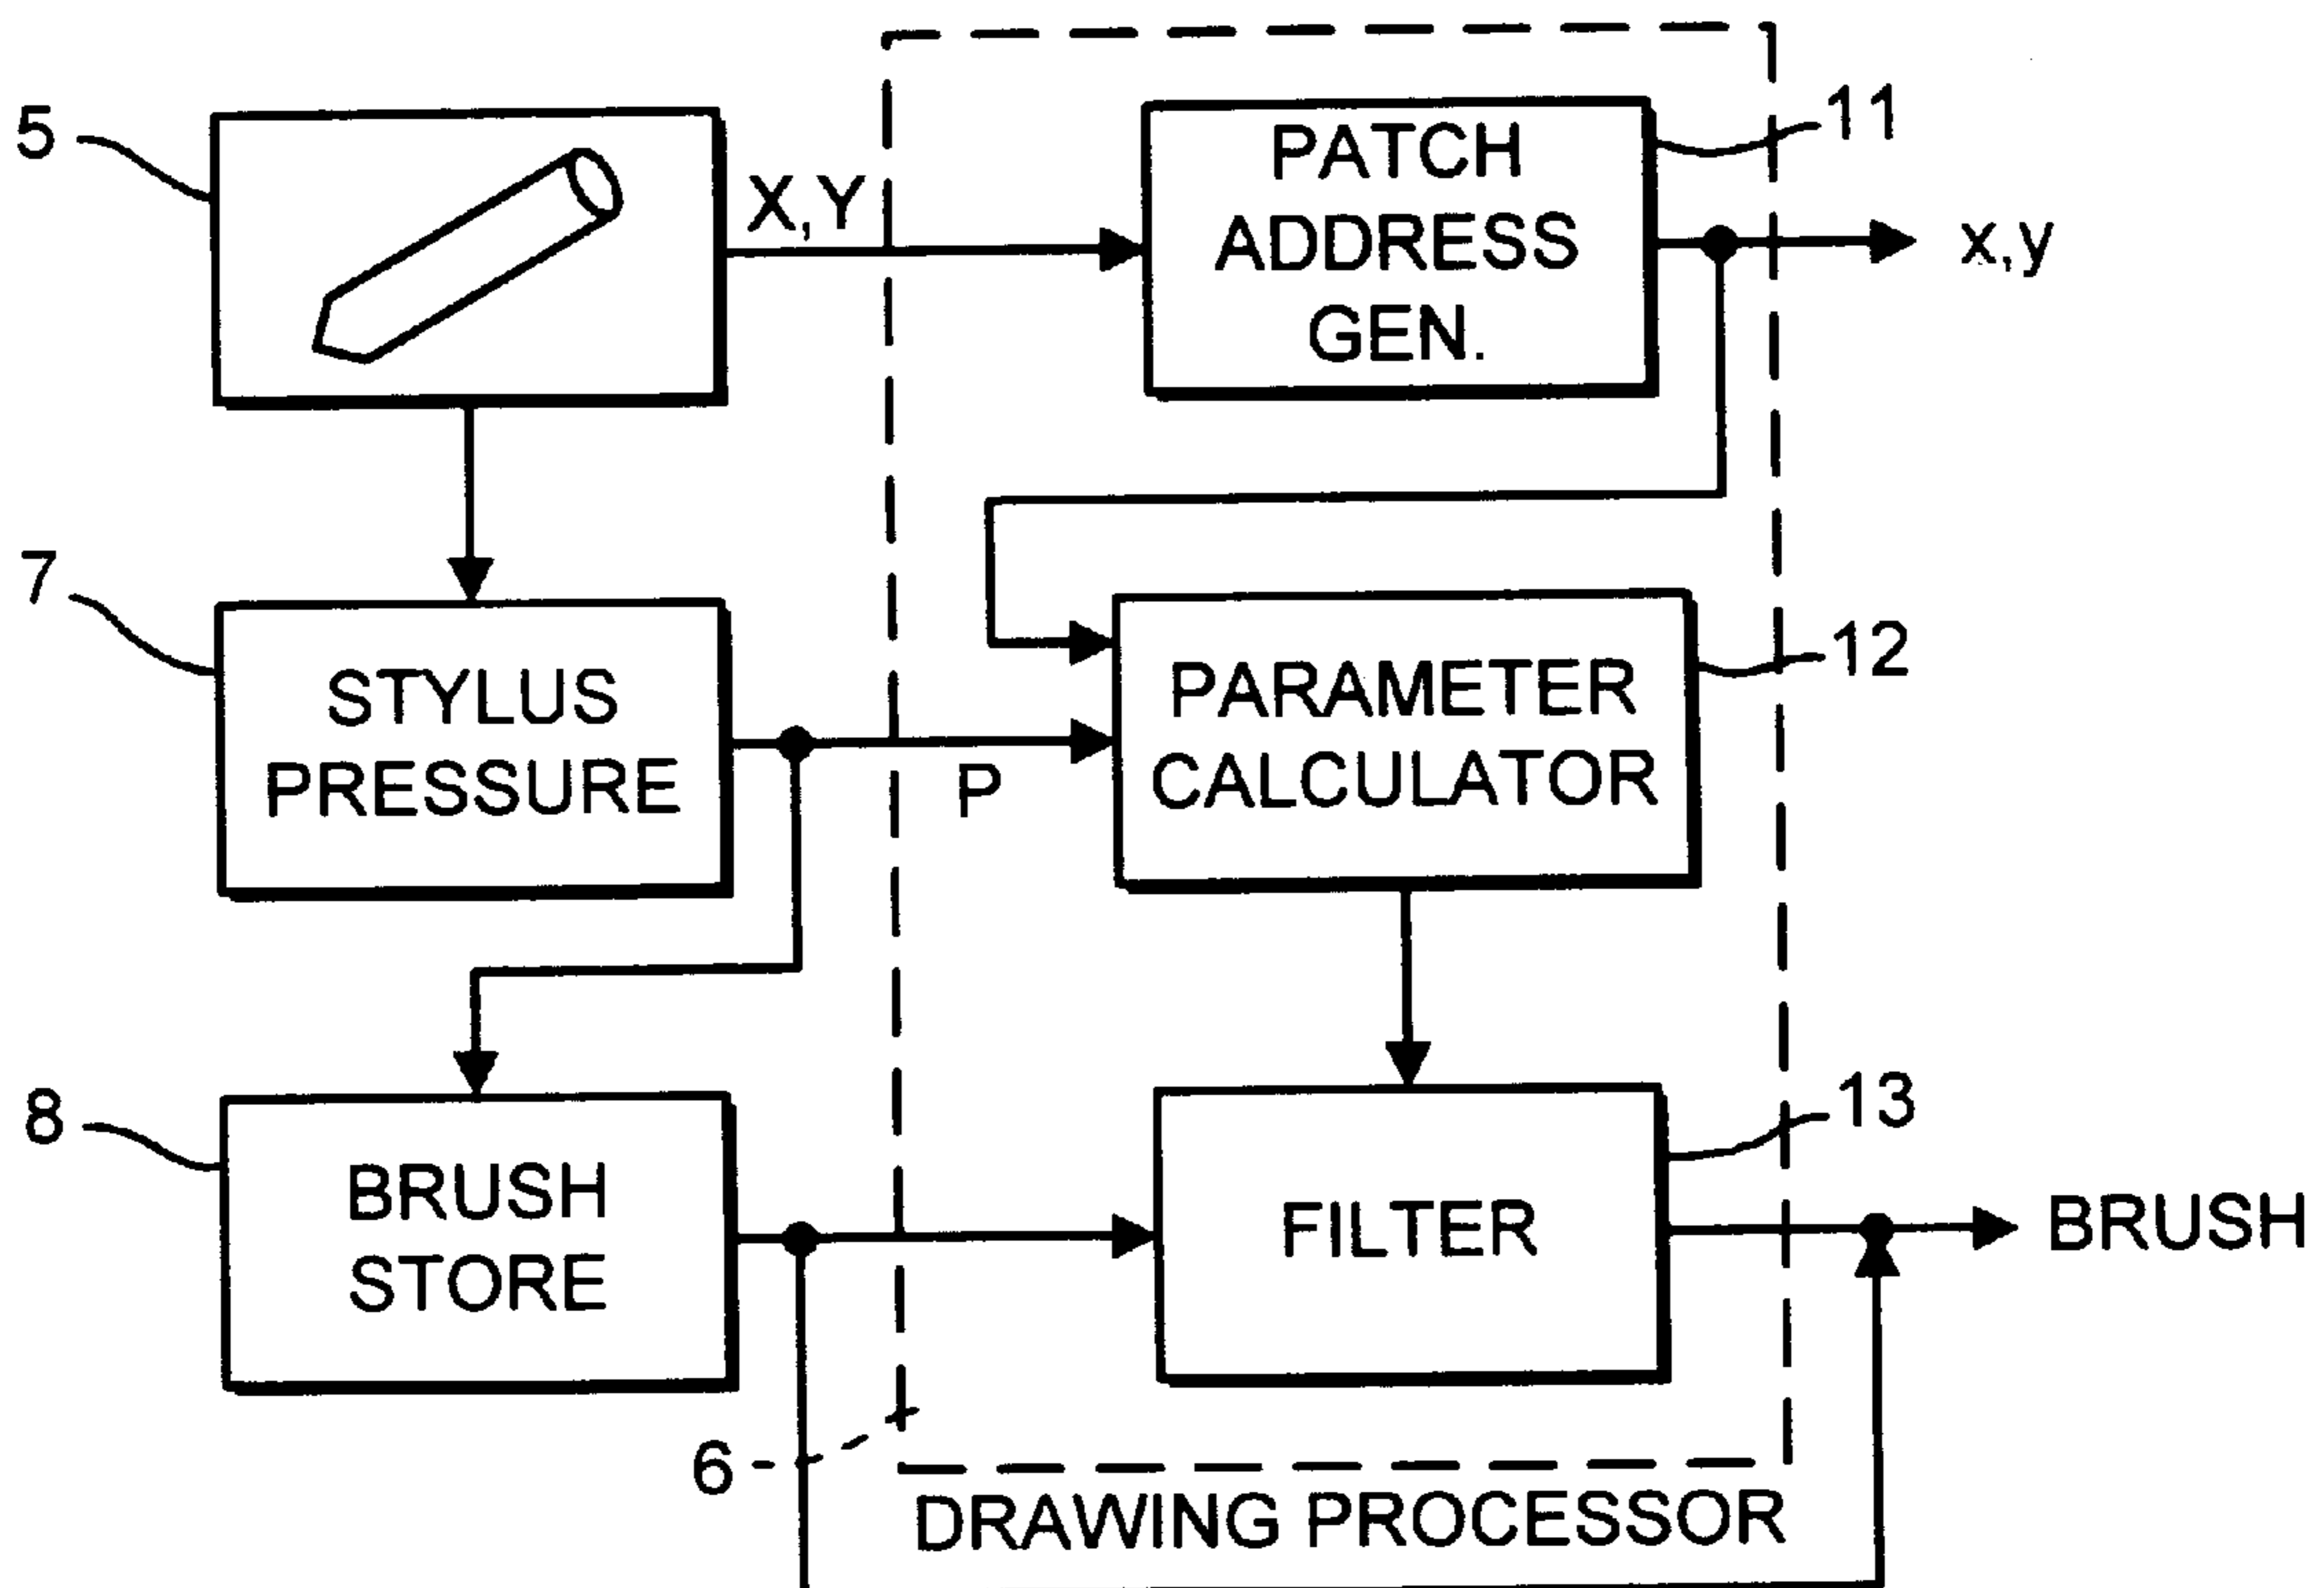 5
X,Y
PATCH
ADDRESS
GEN.
11
x,y
7
STYLUS
PRESSURE
P
PARAMETER
CALCULATOR
12
8
BRUSH
STORE
FILTER
13
BRUSH
6
DRAWING PROCESSOR